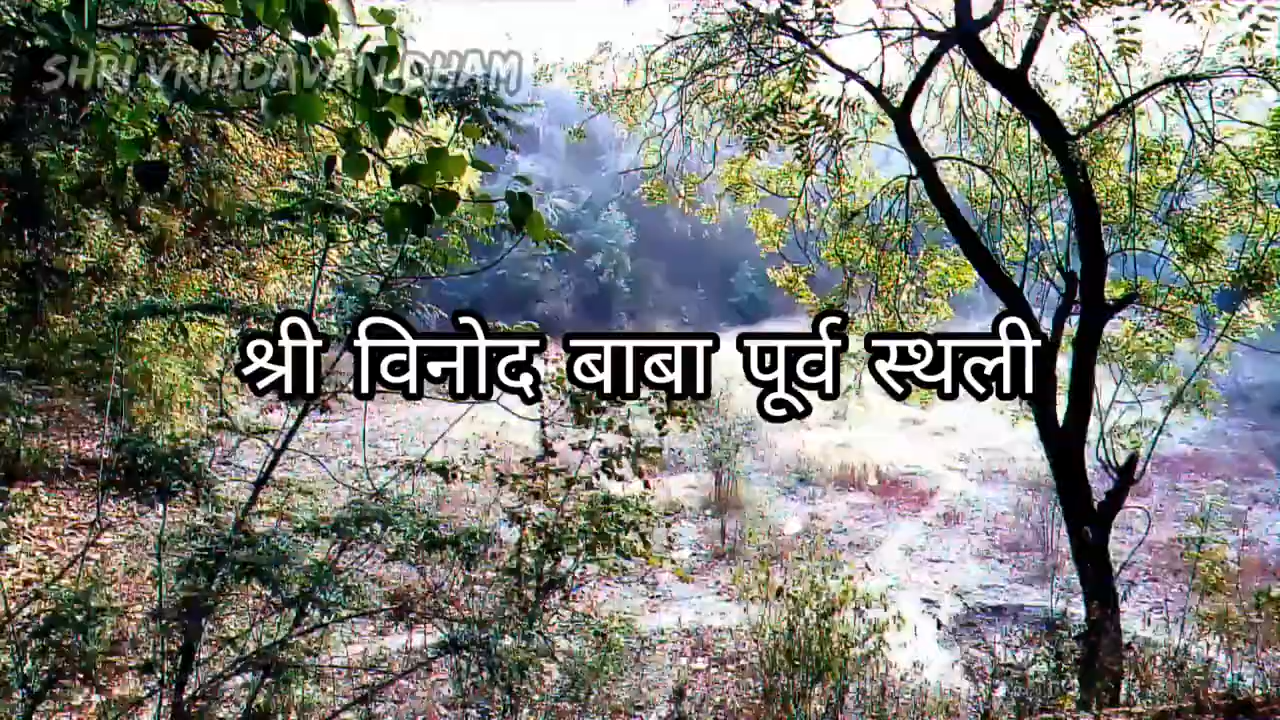 SHRI VRINDAVAN DHAM
श्री विनोद बाबा पूर्व स्थली